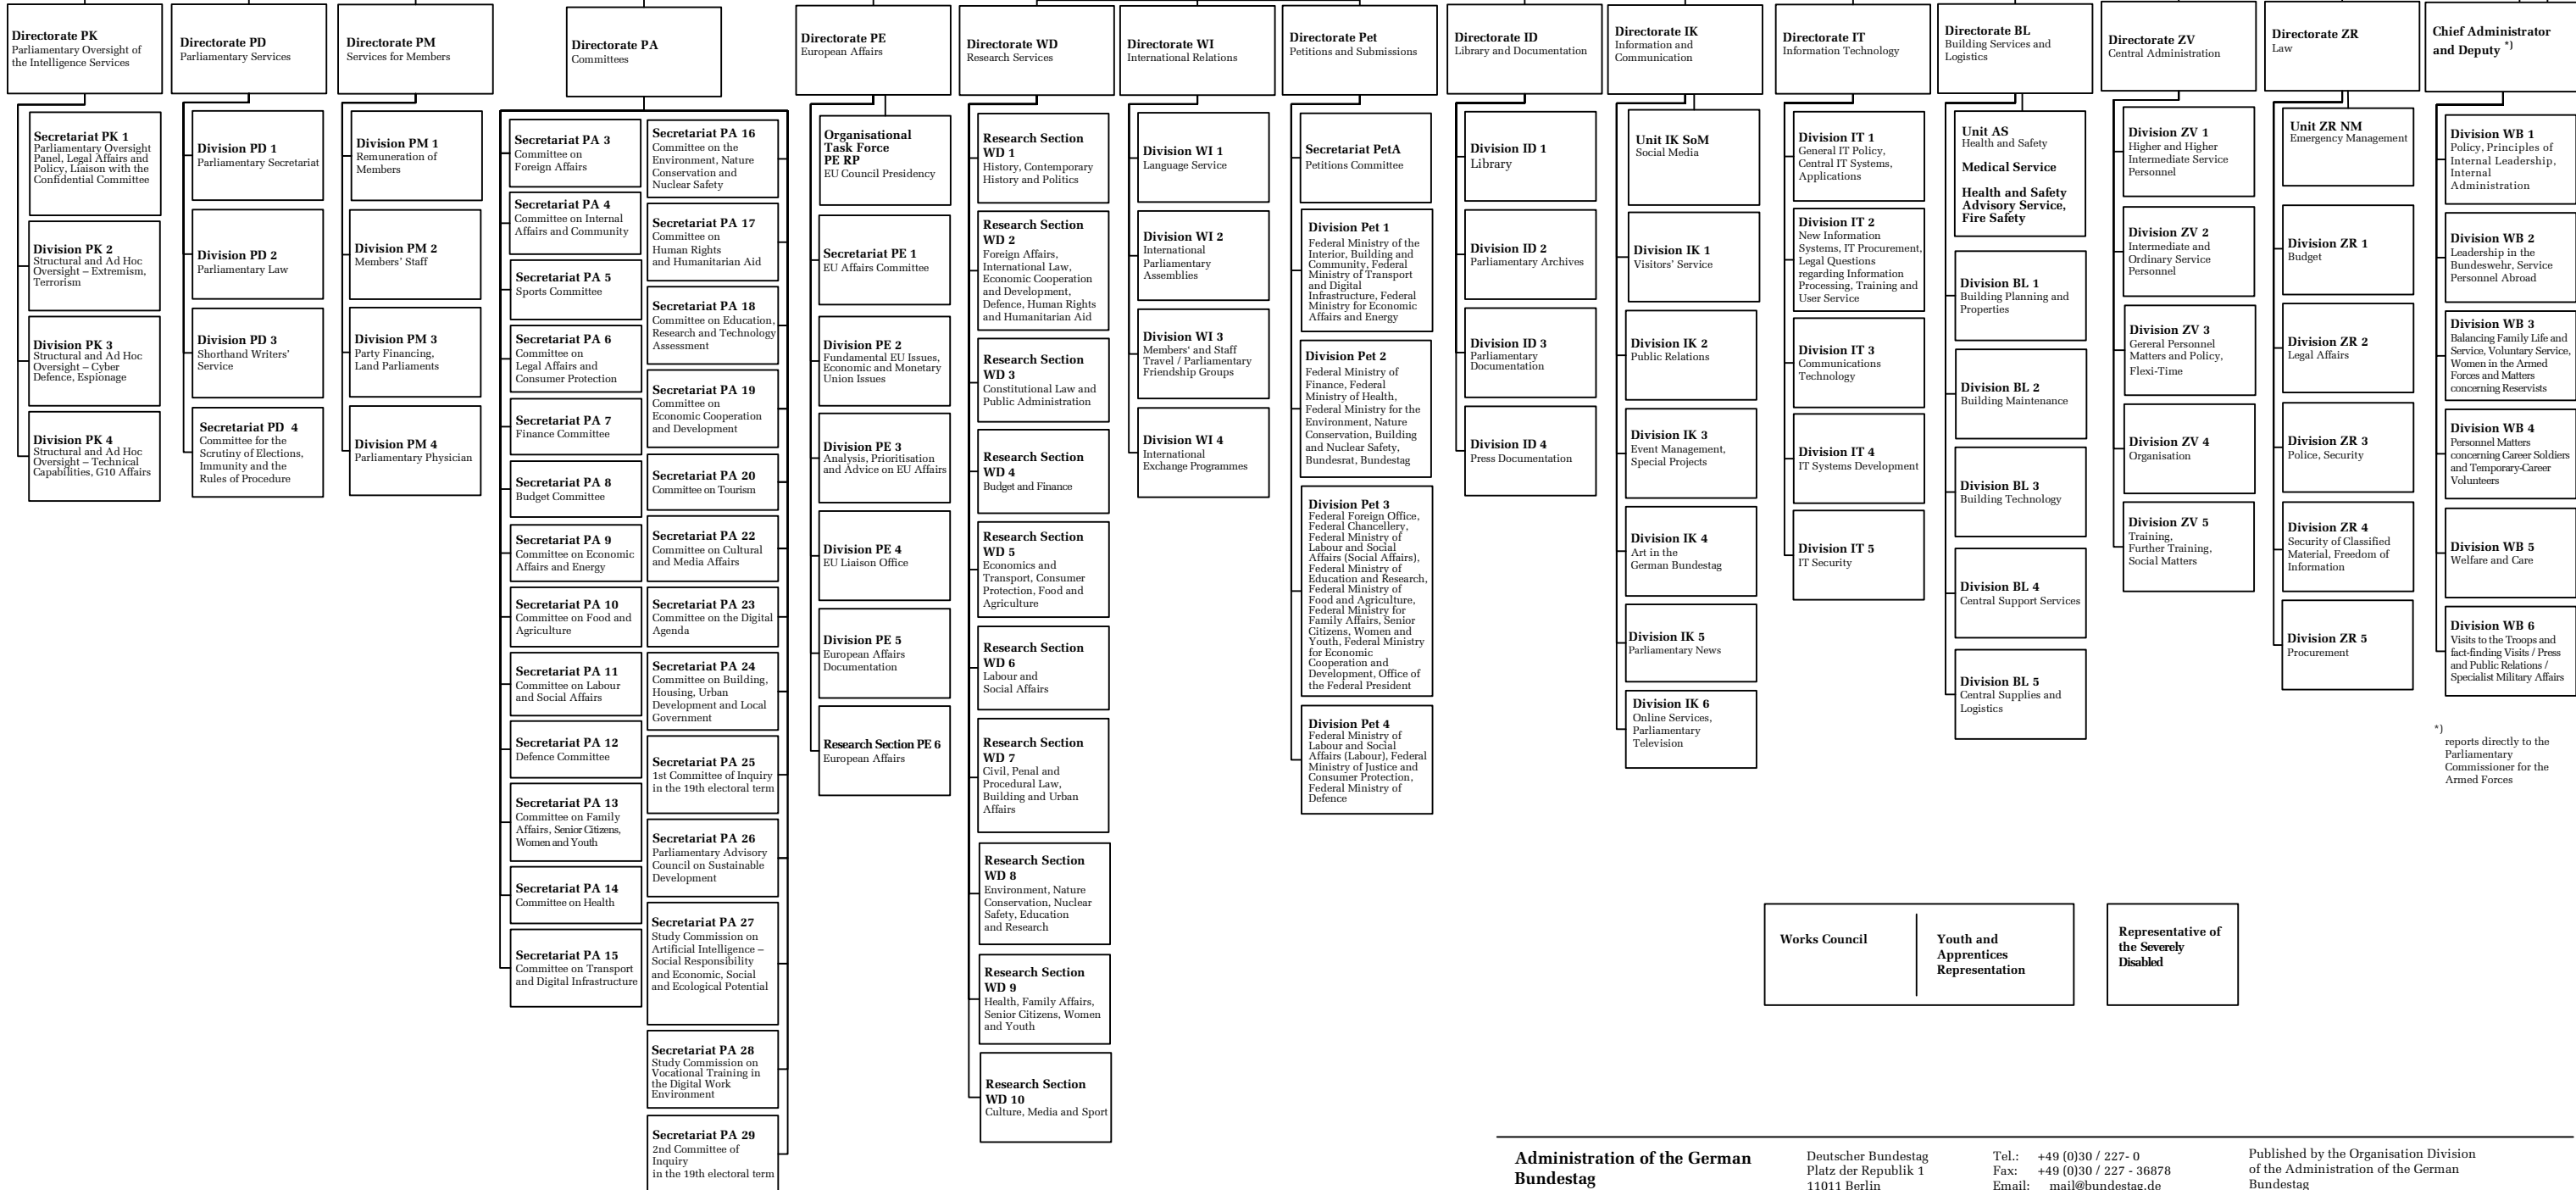 Directorate PK
Parliamentary Oversight of
the Intelligence Services
Secretariat PK 1
Parliamentary Oversight
Panel, Legal Affairs and
Policy, Liaison with the
Confidential Committee
Division PK 2
Structural and Ad Hoc
Oversight – Extremism,
Terrorism
Division PK 3
Structural and Ad Hoc
Oversight – Cyber
Defence, Espionage
Division PK 4
Structural and Ad Hoc
Oversight – Technical
Capabilities, G10 Affairs
Directorate PD
Parliamentary Services
Division PD 1
Parliamentary Secretariat
Division PD 2
Parliamentary Law
Division PD 3
Shorthand Writers’
Service
Secretariat PD 4
Committee for the
Scrutiny of Elections,
Immunity and the
Rules of Procedure
Directorate PM
Services for Members
Division PM 1
Remuneration of
Members
Division PM 2
Members’ Staff
Division PM 3
Party Financing,
Land Parliaments
Division PM 4
Parliamentary Physician
Directorate PA
Committees
Secretariat PA 3
Committee on
Foreign Affairs
Secretariat PA 4
Committee on Internal
Affairs and Community
Secretariat PA 5
Sports Committee
Secretariat PA 6
Committee on
Legal Affairs and
Consumer Protection
Secretariat PA 7
Finance Committee
Secretariat PA 8
Budget Committee
Secretariat PA 9
Committee on Economic
Affairs and Energy
Secretariat PA 10
Committee on Food and
Agriculture
Secretariat PA 11
Committee on Labour
and Social Affairs
Secretariat PA 12
Defence Committee
Secretariat PA 13
Committee on Family
Affairs, Senior Citizens,
Women and Youth
Secretariat PA 14
Committee on Health
Secretariat PA 15
Committee on Transport
and Digital Infrastructure
Secretariat PA 16
Committee on the
Environment, Nature
Conservation and
Nuclear Safety
Secretariat PA 17
Committee on
Human Rights
and Humanitarian Aid
Secretariat PA 18
Committee on Education,
Research and Technology
Assessment
Secretariat PA 19
Committee on
Economic Cooperation
and Development
Secretariat PA 20
Committee on Tourism
Secretariat PA 22
Committee on Cultural
and Media Affairs
Secretariat PA 23
Committee on the Digital
Agenda
Secretariat PA 24
Committee on Building,
Housing, Urban
Development and Local
Government
Secretariat PA 25
1st Committee of Inquiry
in the 19th electoral term
Secretariat PA 26
Parliamentary Advisory
Council on Sustainable
Development
Secretariat PA 27
Study Commission on
Artificial Intelligence –
Social Responsibility
and Economic, Social
and Ecological Potential
Secretariat PA 28
Study Commission on
Vocational Training in
the Digital Work
Environment
Secretariat PA 29
2nd Committee of
Inquiry
in the 19th electoral term
Directorate PE
European Affairs
Organisational
Task Force
PE RP
EU Council Presidency
Secretariat PE 1
EU Affairs Committee
Division PE 2
Fundamental EU Issues,
Economic and Monetary
Union Issues
Division PE 3
Analysis, Prioritisation
and Advice on EU Affairs
Division PE 4
EU Liaison Office
Division PE 5
European Affairs
Documentation
Research Section PE 6
European Affairs
Directorate WD
Research Services
Research Section
WD 1
History, Contemporary
History and Politics
Research Section
WD 2
Foreign Affairs,
International Law,
Economic Cooperation
and Development,
Defence, Human Rights
and Humanitarian Aid
Research Section
WD 3
Constitutional Law and
Public Administration
Research Section
WD 4
Budget and Finance
Research Section
WD 5
Economics and
Transport, Consumer
Protection, Food and
Agriculture
Research Section
WD 6
Labour and
Social Affairs
Research Section
WD 7
Civil, Penal and
Procedural Law,
Building and Urban
Affairs
Research Section
WD 8
Environment, Nature
Conservation, Nuclear
Safety, Education
and Research
Research Section
WD 9
Health, Family Affairs,
Senior Citizens, Women
and Youth
Research Section
WD 10
Culture, Media and Sport
Directorate WI
International Relations
Division WI 1
Language Service
Division WI 2
International
Parliamentary
Assemblies
Division WI 3
Members‘ and Staff
Travel / Parliamentary
Friendship Groups
Division WI 4
International
Exchange Programmes
Directorate Pet
Petitions and Submissions
Secretariat PetA
Petitions Committee
Division Pet 1
Federal Ministry of the
Interior, Building and
Community, Federal
Ministry of Transport
and Digital
Infrastructure, Federal
Ministry for Economic
Affairs and Energy
Division Pet 2
Federal Ministry of
Finance, Federal
Ministry of Health,
Federal Ministry for the
Environment, Nature
Conservation, Building
and Nuclear Safety,
Bundesrat, Bundestag
Division Pet 3
Federal Foreign Office,
Federal Chancellery,
Federal Ministry of
Labour and Social
Affairs (Social Affairs),
Federal Ministry of
Education and Research,
Federal Ministry of
Food and Agriculture,
Federal Ministry for
Family Affairs, Senior
Citizens, Women and
Youth, Federal Ministry
for Economic
Cooperation and
Development, Office of
the Federal President
Division Pet 4
Federal Ministry of
Labour and Social
Affairs (Labour), Federal
Ministry of Justice and
Consumer Protection,
Federal Ministry of
Defence
Directorate ID
Library and Documentation
Division ID 1
Library
Division ID 2
Parliamentary Archives
Division ID 3
Parliamentary
Documentation
Division ID 4
Press Documentation
Directorate IK
Information and
Communication
Unit IK SoM
Social Media
Division IK 1
Visitors’ Service
Division IK 2
Public Relations
Division IK 3
Event Management,
Special Projects
Division IK 4
Art in the
German Bundestag
Division IK 5
Parliamentary News
Division IK 6
Online Services,
Parliamentary
Television
Directorate IT
Information Technology
Division IT 1
General IT Policy,
Central IT Systems,
Applications
Division IT 2
New Information
Systems, IT Procurement,
Legal Questions
regarding Information
Processing, Training and
User Service
Division IT 3
Communications
Technology
Division IT 4
IT Systems Development
Division IT 5
IT Security
Directorate BL
Building Services and
Logistics
Unit AS
Health and Safety
Medical Service
Health and Safety
Advisory Service,
Fire Safety
Division BL 1
Building Planning and
Properties
Division BL 2
Building Maintenance
Division BL 3
Building Technology
Division BL 4
Central Support Services
Division BL 5
Central Supplies and
Logistics
Directorate ZV
Central Administration
Division ZV 1
Higher and Higher
Intermediate Service
Personnel
Division ZV 2
Intermediate and
Ordinary Service
Personnel
Division ZV 3
Gereral Personnel
Matters and Policy,
Flexi-Time
Division ZV 4
Organisation
Division ZV 5
Training,
Further Training,
Social Matters
Directorate ZR
Law
Unit ZR NM
Emergency Management
Division ZR 1
Budget
Division ZR 2
Legal Affairs
Division ZR 3
Police, Security
Division ZR 4
Security of Classified
Material, Freedom of
Information
Division ZR 5
Procurement
Chief Administrator
and Deputy *)
Division WB 1
Policy, Principles of
Internal Leadership,
Internal
Administration
Division WB 2
Leadership in the
Bundeswehr, Service
Personnel Abroad
Division WB 3
Balancing Family Life and
Service, Voluntary Service,
Women in the Armed
Forces and Matters
concerning Reservists
Division WB 4
Personnel Matters
concerning Career Soldiers
and Temporary-Career
Volunteers
Division WB 5
Welfare and Care
Division WB 6
Visits to the Troops and
fact-finding Visits / Press
and Public Relations /
Specialist Military Affairs
*)
reports directly to the
Parliamentary
Commissioner for the
Armed Forces
Works Council
Youth and
Apprentices
Representation
Representative of
the Severely
Disabled
Administration of the German
Bundestag
Deutscher Bundestag
Platz der Republik 1
11011 Berlin
Tel.: +49 (0)30 / 227- 0
Fax: +49 (0)30 / 227 - 36878
Email: mail@bundestag.de
Published by the Organisation Division
of the Administration of the German
Bundestag